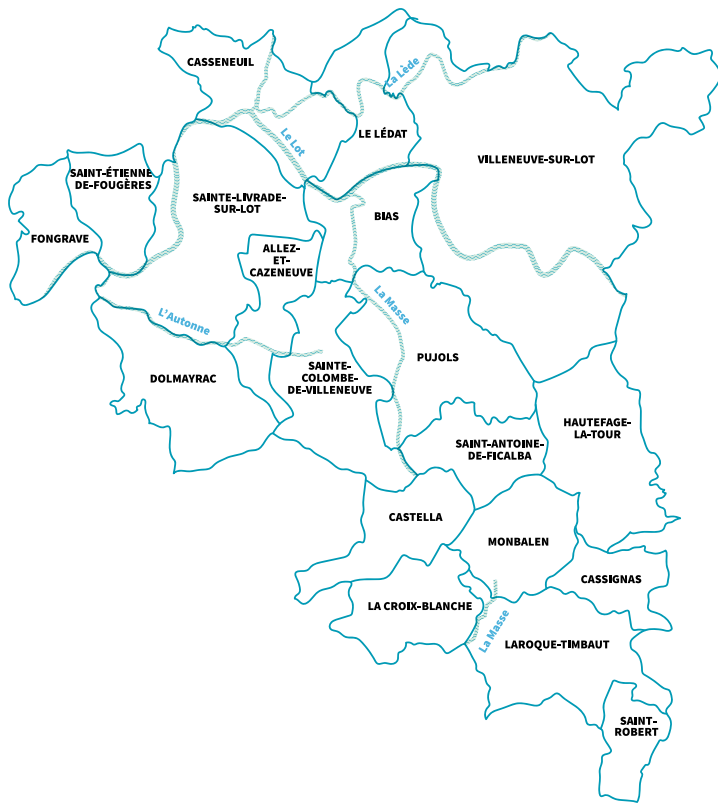 CASSENEUIL
La Lède
LE LÉDAT
Le Lot
VILLENEUVE-SUR-LOT
SAINT-ÉTIENNE
DE-FOUGÈRES
SAINTE-LIVRADE-
SUR-LOT
BIAS
FONGRAVE
ALLEZ-
ET-
CAZENEUVE
La Masse
L'Autonne
PUJOLS
SAINTE-
COLOMBE-
DE-VILLENEUVE
DOLMAYRAC
HAUTEFAGE-
LA-TOUR
SAINT-ANTOINE-
DE-FICALBA
CASTELLA
MONBALEN
CASSIGNAS
LA CROIX-BLANCHE
La Masse
LAROQUE-TIMBAUT
SAINT-
ROBERT